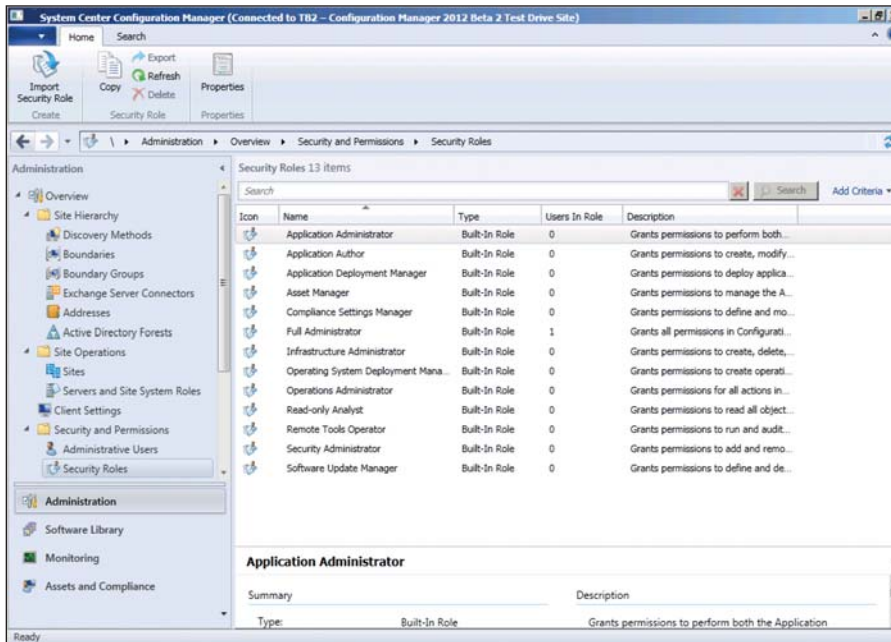 System Center Configuration Manager (Connected to TB2 – Configuration Manager 2012 Beta 2 Test Drive Site)
Home Search
Import Security Role
Copy
Export
Refresh
Delete
Properties
Create Security Role Properties
\ Administration Overview Security and Permissions Security Roles
Administration
Overview
Site Hierarchy
Discovery Methods
Boundaries
Boundary Groups
Exchange Server Connectors
Addresses
Active Directory Forests
Site Operations
Sites
Servers and Site System Roles
Client Settings
Security and Permissions
Administrative Users
Security Roles
Administration
Software Library
Monitoring
Assets and Compliance
Security Roles 13 items
Search Search Add Criteria
Icon Name Type Users In Role Description
Application Administrator Built-In Role 0 Grants permissions to perform both...
Application Author Built-In Role 0 Grants permissions to create, modify...
Application Deployment Manager Built-In Role 0 Grants permissions to deploy applica...
Asset Manager Built-In Role 0 Grants permissions to manage the A...
Compliance Settings Manager Built-In Role 0 Grants permissions to define and mo...
Full Administrator Built-In Role 1 Grants all permissions in Configurati...
Infrastructure Administrator Built-In Role 0 Grants permissions to create, delete,...
Operating System Deployment Mana... Built-In Role 0 Grants permissions to create operati...
Operations Administrator Built-In Role 0 Grants permissions for all actions in...
Read-only Analyst Built-In Role 0 Grants permissions to read all object...
Remote Tools Operator Built-In Role 0 Grants permissions to run and audit...
Security Administrator Built-In Role 0 Grants permissions to add and remo...
Software Update Manager Built-In Role 0 Grants permissions to define and de...
Application Administrator
Summary Description
Type: Built-In Role Grants permissions to perform both the Application
Ready